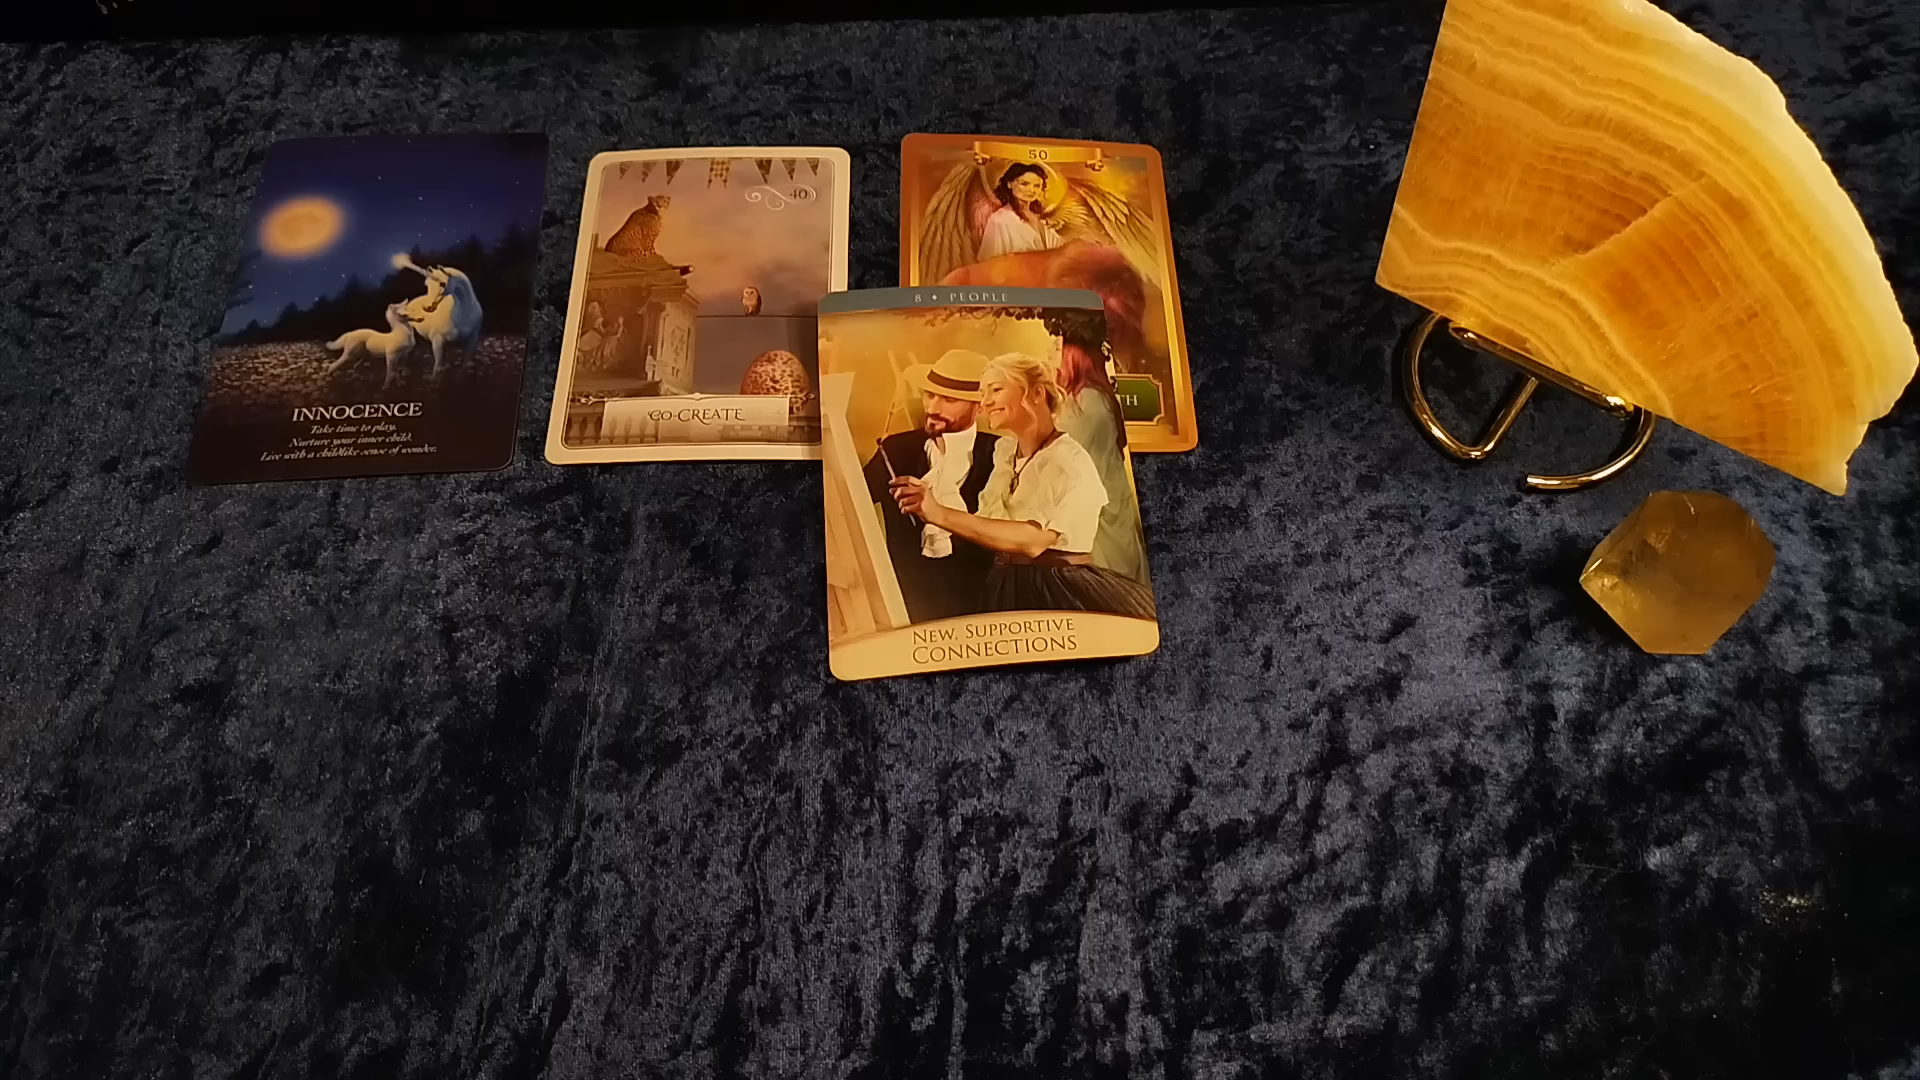 INNOCENCE
Take time to play.
Nurture your inner child.
Live with a childlike sense of wonder.
40
CO-CREATE
50
8 • PEOPLE
NEW, SUPPORTIVE
CONNECTIONS